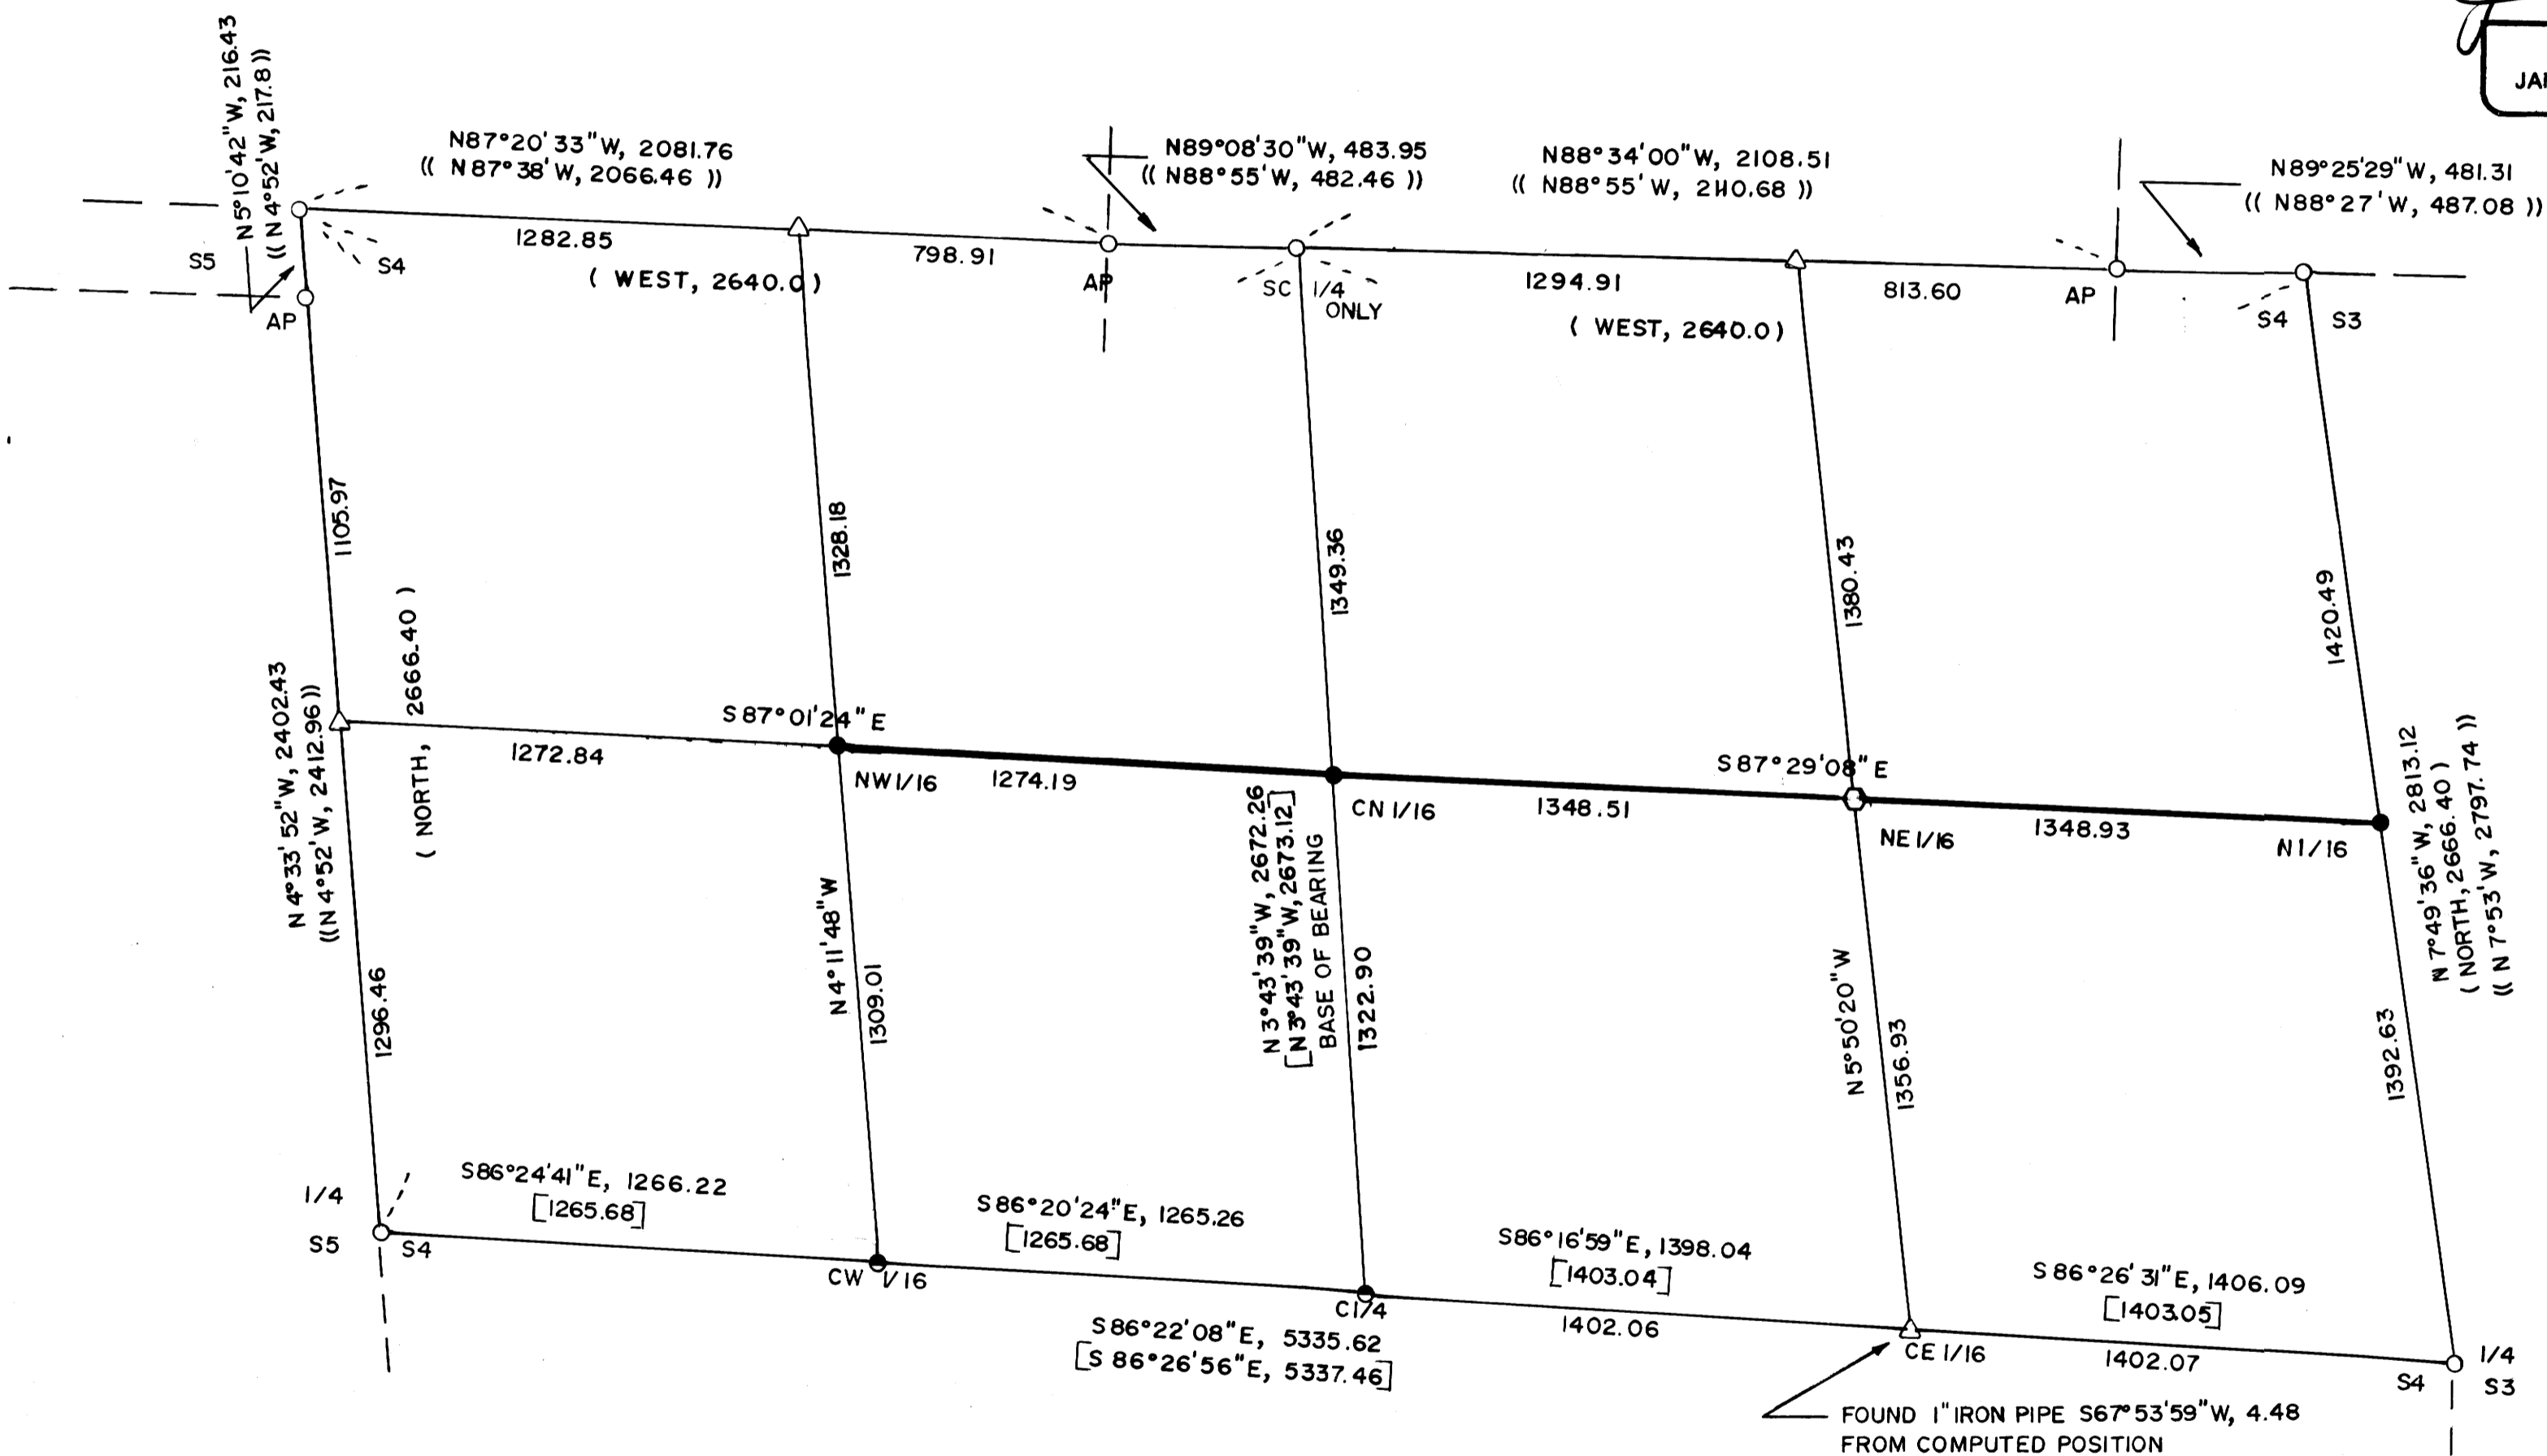 JAN
N5°10'42"W, 216.43
((N4°52'W, 217.8))
N87°20'33"W, 2081.76
(( N87°38'W, 2066.46 ))
N89°08'30"W, 483.95
(( N88°55'W, 482.46 ))
N88°34'00"W, 2108.51
(( N88°55'W, 2110.68 ))
N89°25'29"W, 481.31
(( N88°27'W, 487.08 ))
S5
S4
1282.85
( WEST, 2640.0 )
798.91
AP
AP
SC 1/4
ONLY
1294.91
( WEST, 2640.0)
813.60
AP
S4
S3
1105.97
1328.18
1349.36
1380.43
1420.49
N4°33'52"W, 2402.43
((N4°52'W, 2412.96))
( NORTH, 2666.40 )
S87°01'24"E
1272.84
NW1/16
1274.19
CN 1/16
S87°29'08"E
1348.51
NE1/16
1348.93
N1/16
N7°49'36"W, 2813.12
( NORTH, 2666.40 )
(( N7°53'W, 2797.74 ))
1296.46
N4°11'48"W
1309.01
N3°43'39"W, 2672.26
[N3°43'39"W, 2673.12]
BASE OF BEARING
1322.90
N5°50'20"W
1356.93
1392.63
1/4
S5
S4
S86°24'41"E, 1266.22
[1265.68]
CW 1/16
S86°20'24"E, 1265.26
[1265.68]
C1/4
S86°22'08"E, 5335.62
[S86°26'56"E, 5337.46]
S86°16'59"E, 1398.04
[1403.04]
1402.06
CE 1/16
S86°26'31"E, 1406.09
[1403.05]
1402.07
1/4
S4
S3
FOUND 1" IRON PIPE S67°53'59"W, 4.48
FROM COMPUTED POSITION